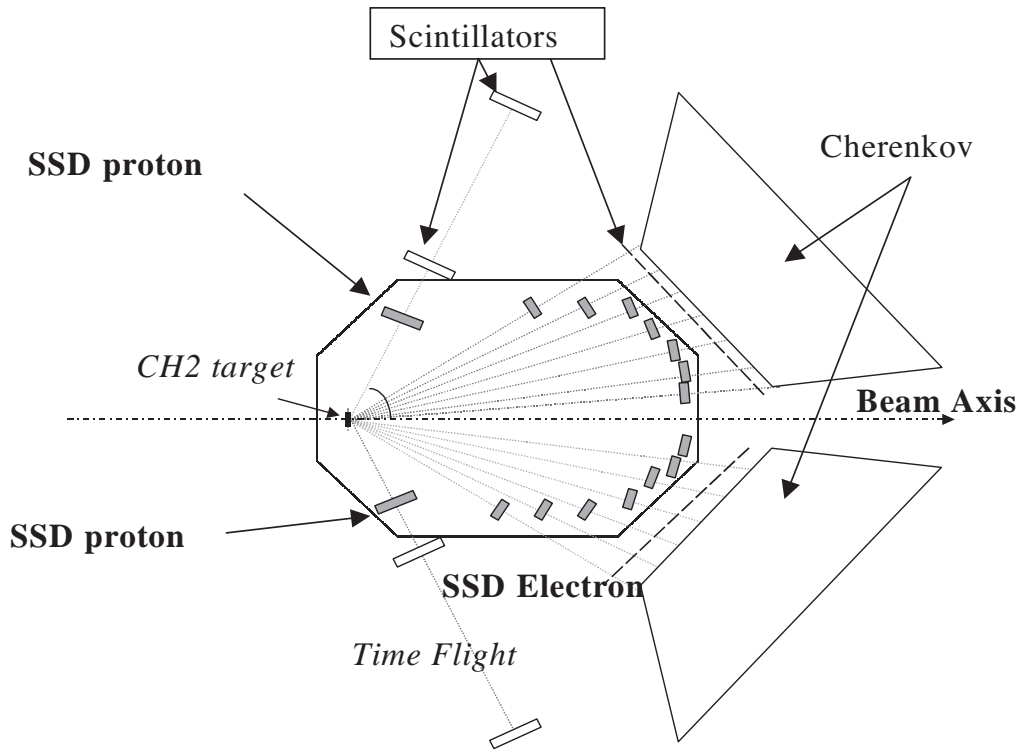 Scintillators
SSD proton
Cherenkov
CH2 target
Beam Axis
SSD proton
SSD Electron
Time Flight